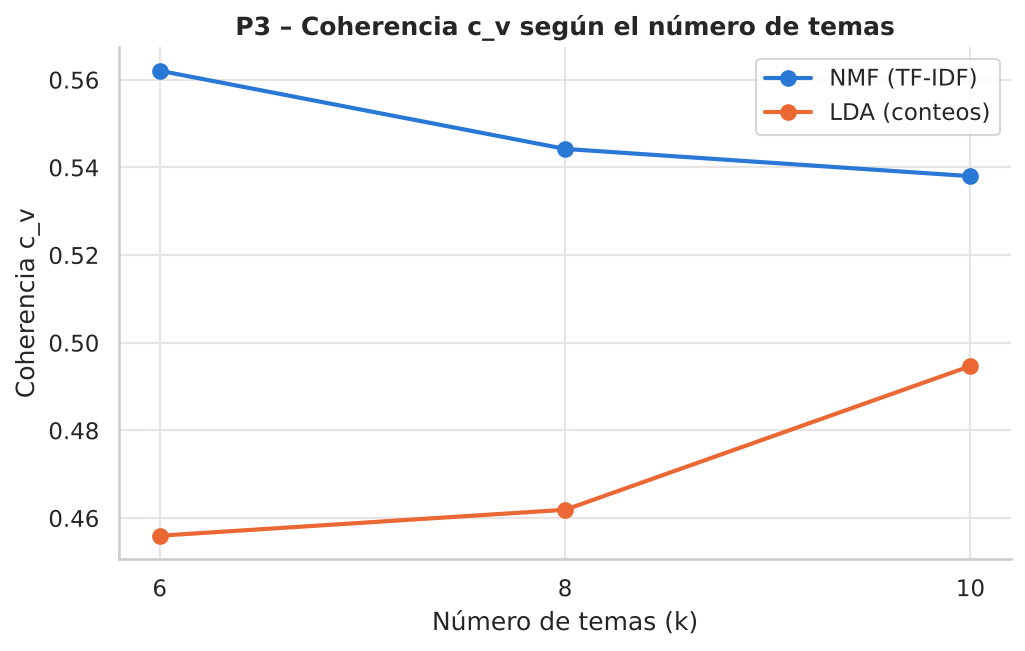 P3 – Coherencia c_v según el número de temas
NMF (TF-IDF)
LDA (conteos)
Coherencia c_v
0.56
0.54
0.52
0.50
0.48
0.46
6
8
10
Número de temas (k)